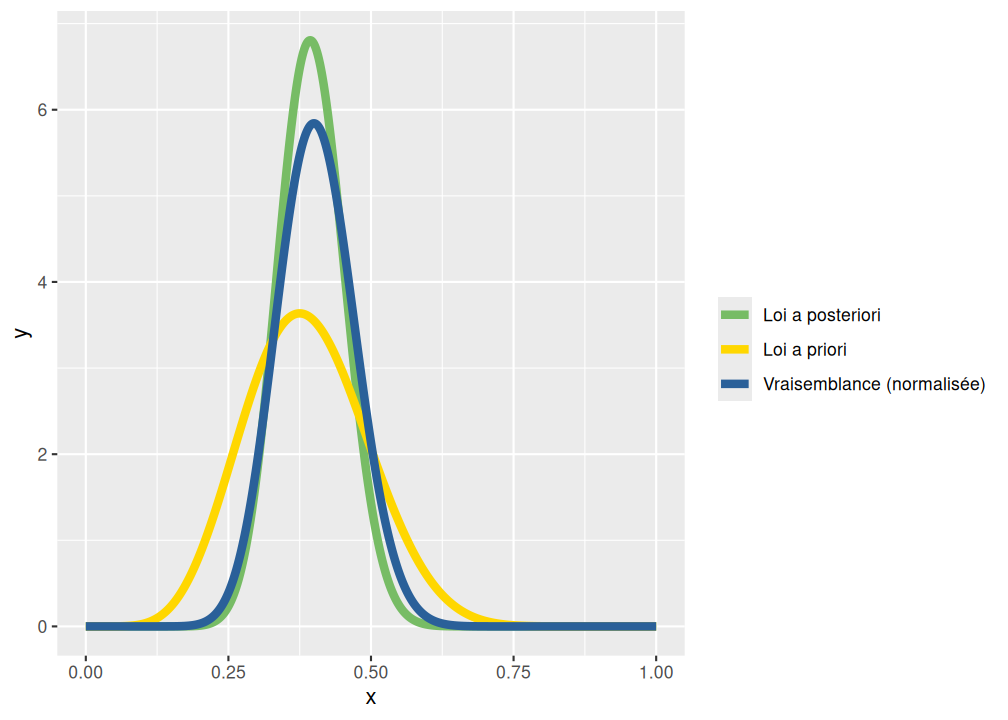 6
4
2
0
y
0.00 0.25 0.50 0.75 1.00
x
Loi a posteriori
Loi a priori
Vraisemblance (normalisée)